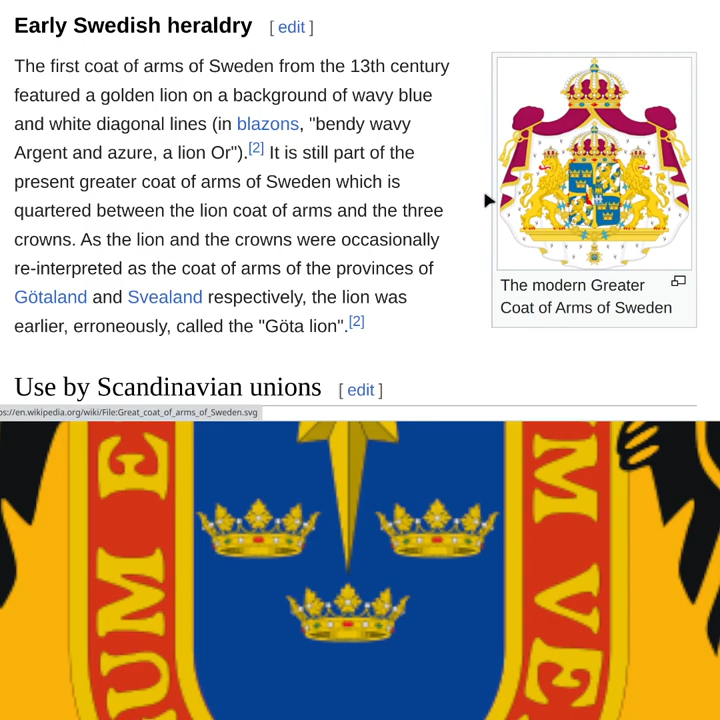 Early Swedish heraldry [ edit ]
The first coat of arms of Sweden from the 13th century
featured a golden lion on a background of wavy blue
and white diagonal lines (in blazons, "bendy wavy
Argent and azure, a lion Or").[2] It is still part of the
present greater coat of arms of Sweden which is
quartered between the lion coat of arms and the three
crowns. As the lion and the crowns were occasionally
re-interpreted as the coat of arms of the provinces of
Götaland and Svealand respectively, the lion was
earlier, erroneously, called the "Göta lion".[2]
The modern Greater
Coat of Arms of Sweden
Use by Scandinavian unions [ edit ]
ps://en.wikipedia.org/wiki/File:Great_coat_of_arms_of_Sweden.svg
UM E
M VE